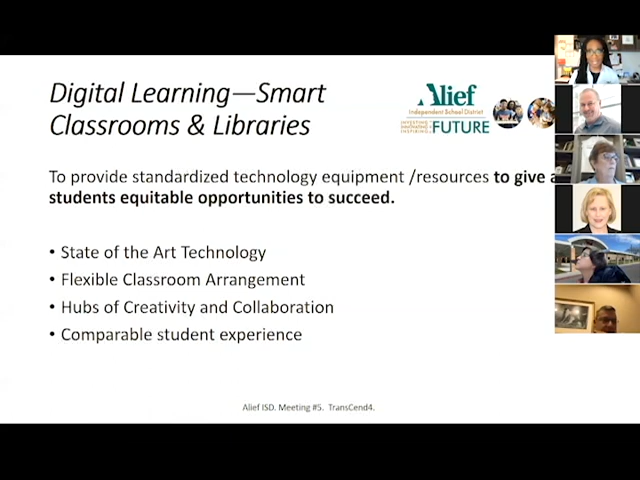 Digital Learning—Smart
Classrooms & Libraries
Alief
Independent School District
FUTURE
To provide standardized technology equipment /resources to give a
students equitable opportunities to succeed.
• State of the Art Technology
• Flexible Classroom Arrangement
• Hubs of Creativity and Collaboration
• Comparable student experience
Alief ISD. Meeting #5. TransCend4.